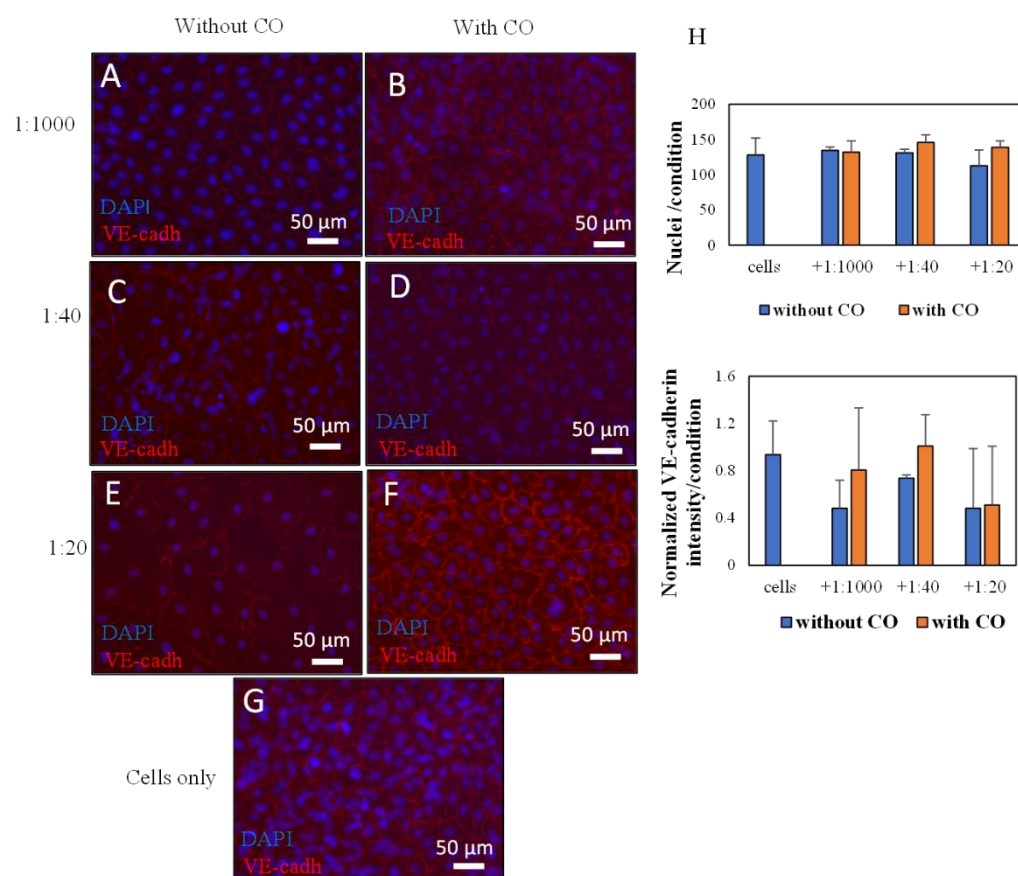 Without CO
With CO
1:1000
A
DAPI
VE-cadh
50 µm
B
DAPI
VE-cadh
50 µm
1:40
C
DAPI
VE-cadh
50 µm
D
DAPI
VE-cadh
50 µm
1:20
E
DAPI
VE-cadh
50 µm
F
DAPI
VE-cadh
50 µm
Cells only
G
DAPI
VE-cadh
50 µm
H
Nuclei /condition
200
150
100
50
0
cells +1:1000 +1:40 +1:20
without CO with CO
Normalized VE-cadherin
intensity/condition
1.6
1.2
0.8
0.4
0
cells +1:1000 +1:40 +1:20
without CO with CO